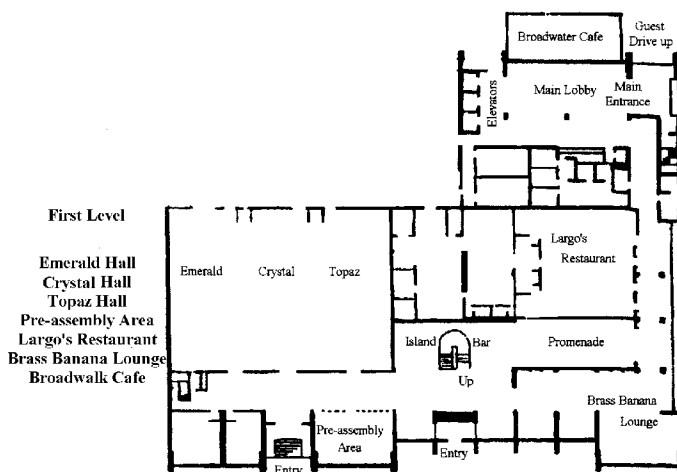 Broadwater Cafe
Guest
Drive up
Elevators
Main Lobby
Main
Entrance
First Level
Emerald Hall
Crystal Hall
Topaz Hall
Pre-assembly Area
Largo's Restaurant
Brass Banana Lounge
Broadwalk Cafe
Emerald
Crystal
Topaz
Largo's
Restaurant
Island
Bar
Promenade
Up
Brass Banana
Lounge
Pre-assembly
Area
Entry
Entry